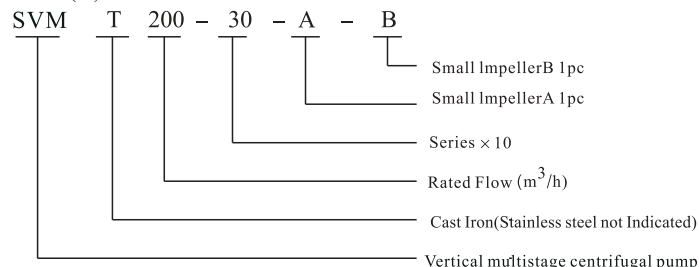 SVM T 200 - 30 - A - B
Small lmpellerB 1pc
Small lmpellerA 1pc
Series × 10
Rated Flow (m³/h)
Cast Iron(Stainless steel not Indicated)
Vertical multistage centrifugal pump